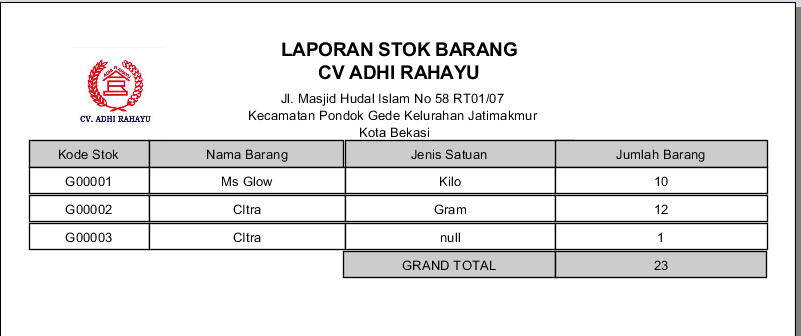 LAPORAN STOK BARANG
CV ADHI RAHAYU
Jl. Masjid Hudal Islam No 58 RT01/07
Kecamatan Pondok Gede Kelurahan Jatimakmur
Kota Bekasi
ADHI RAHAYU
CV. ADHI RAHAYU
Kode Stok Nama Barang Jenis Satuan Jumlah Barang
G00001 Ms Glow Kilo 10
G00002 CItra Gram 12
G00003 CItra null 1
GRAND TOTAL 23